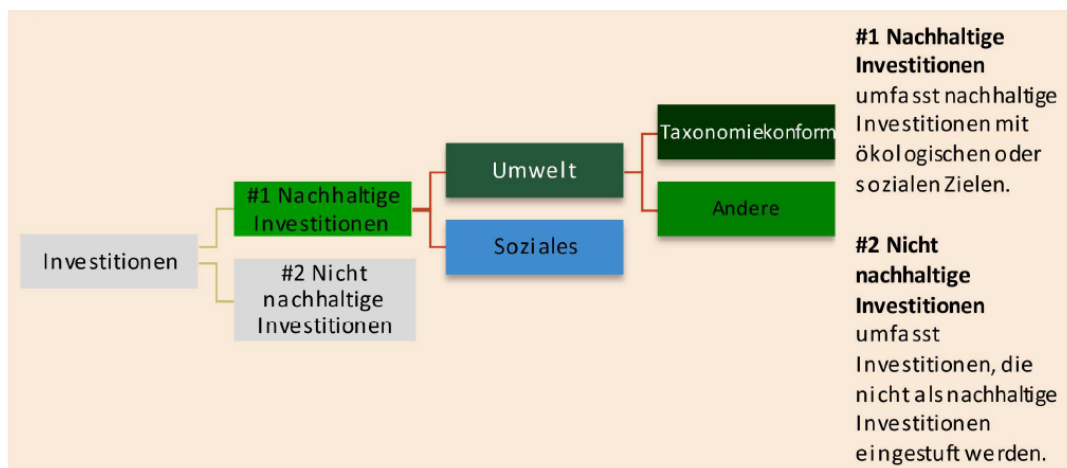 Investitionen
#1 Nachhaltige
Investitionen
#2 Nicht
nachhaltige
Investitionen
Umwelt
Soziales
Taxonomiekonform
Andere
#1 Nachhaltige
Investitionen
umfasst nachhaltige
Investitionen mit
ökologischen oder
sozialen Zielen.
#2 Nicht
nachhaltige
Investitionen
umfasst
Investitionen, die
nicht als nachhaltige
Investitionen
eingestuft werden.